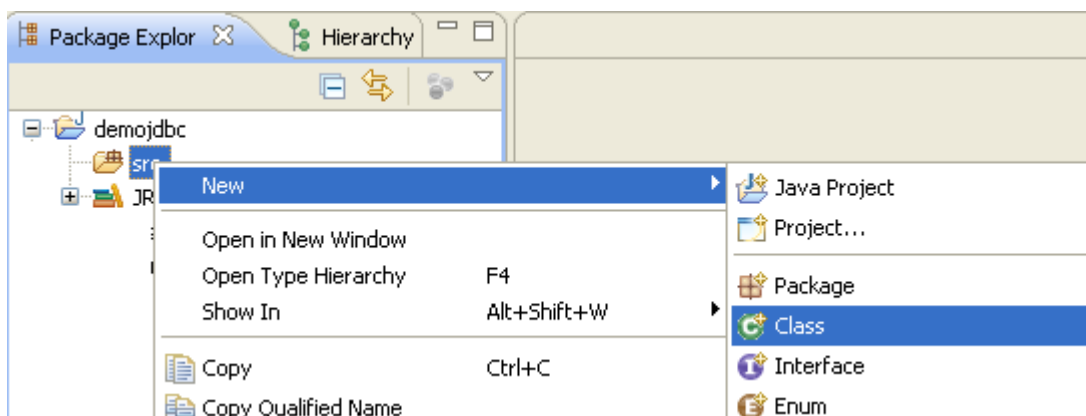 Package Explor Hierarchy
demojdbc
src
JR
New
Open in New Window
Open Type Hierarchy F4
Show In Alt+Shift+W
Copy Ctrl+C
Copy Qualified Name
Java Project
Project...
Package
Class
Interface
Enum